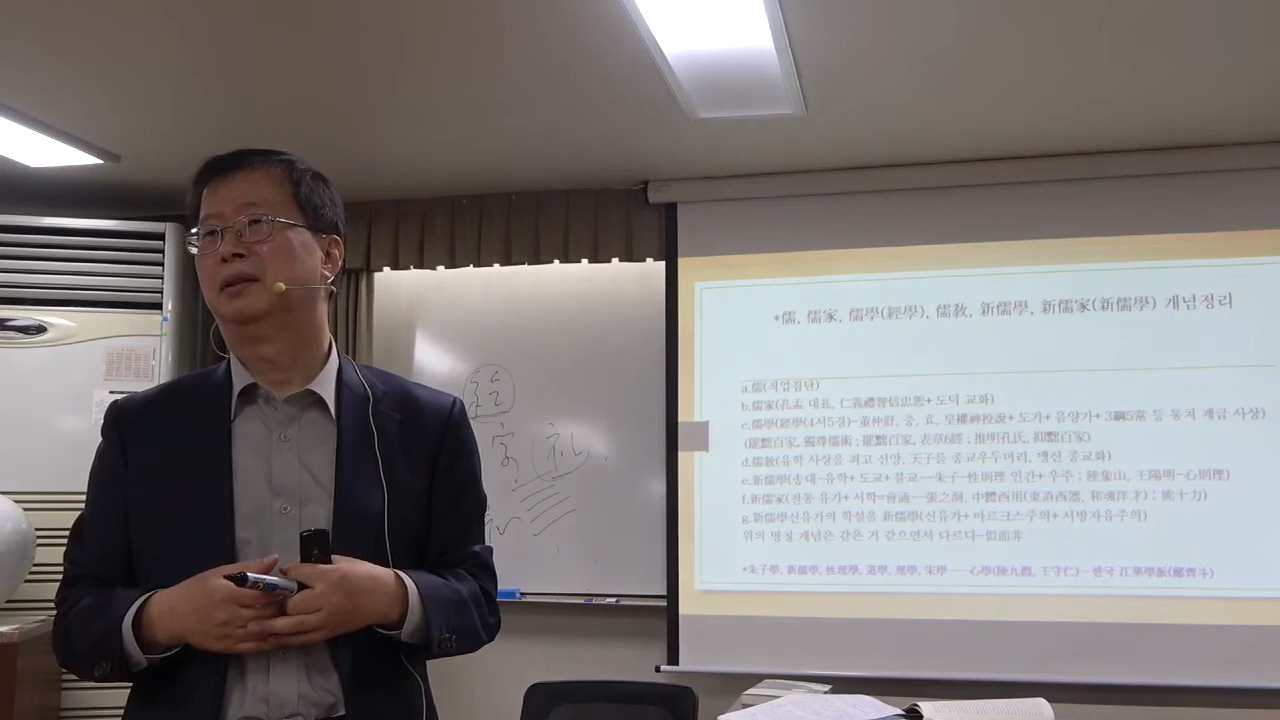 *儒, 儒家, 儒學(經學), 儒敎, 新儒學, 新儒家(新儒學) 개념정리
a.儒(직업집단)
b.儒家(孔孟 대표, 仁義禮智信忠恕+ 도덕 교화)
c.儒學(經學(4서5경)-董仲舒, 忠, 효, 皇權神授說+ 도가+ 음양가+ 3綱5常 등 통치 계급 사상)
(罷黜百家, 獨尊儒術 ; 罷黜百家, 表章6經 ; 推明孔氏, 抑黜百家)
d.儒敎(유학 사상을 최고 신앙, 天子를 종교우두머리, 맹신 종교화)
e.新儒學(송대-유학+ 도교+ 불교--朱子-性則理 인간+ 우주 ; 陸象山, 王陽明-心則理)
f.新儒家(전통 유가+ 서학=會通--張之洞, 中體西用(東道西器, 和魂洋才) ; 熊十力)
g.新儒學신유가의 학설을 新儒學(신유가+ 마르크스주의+ 서방자유주의)
위의 명칭 개념은 같은 거 같으면서 다르다-似而非
*朱子學, 新儒學, 性理學, 道學, 理學, 宋學---心學(陸九淵, 王守仁)--한국 江華學派(鄭齊斗)
字 礼